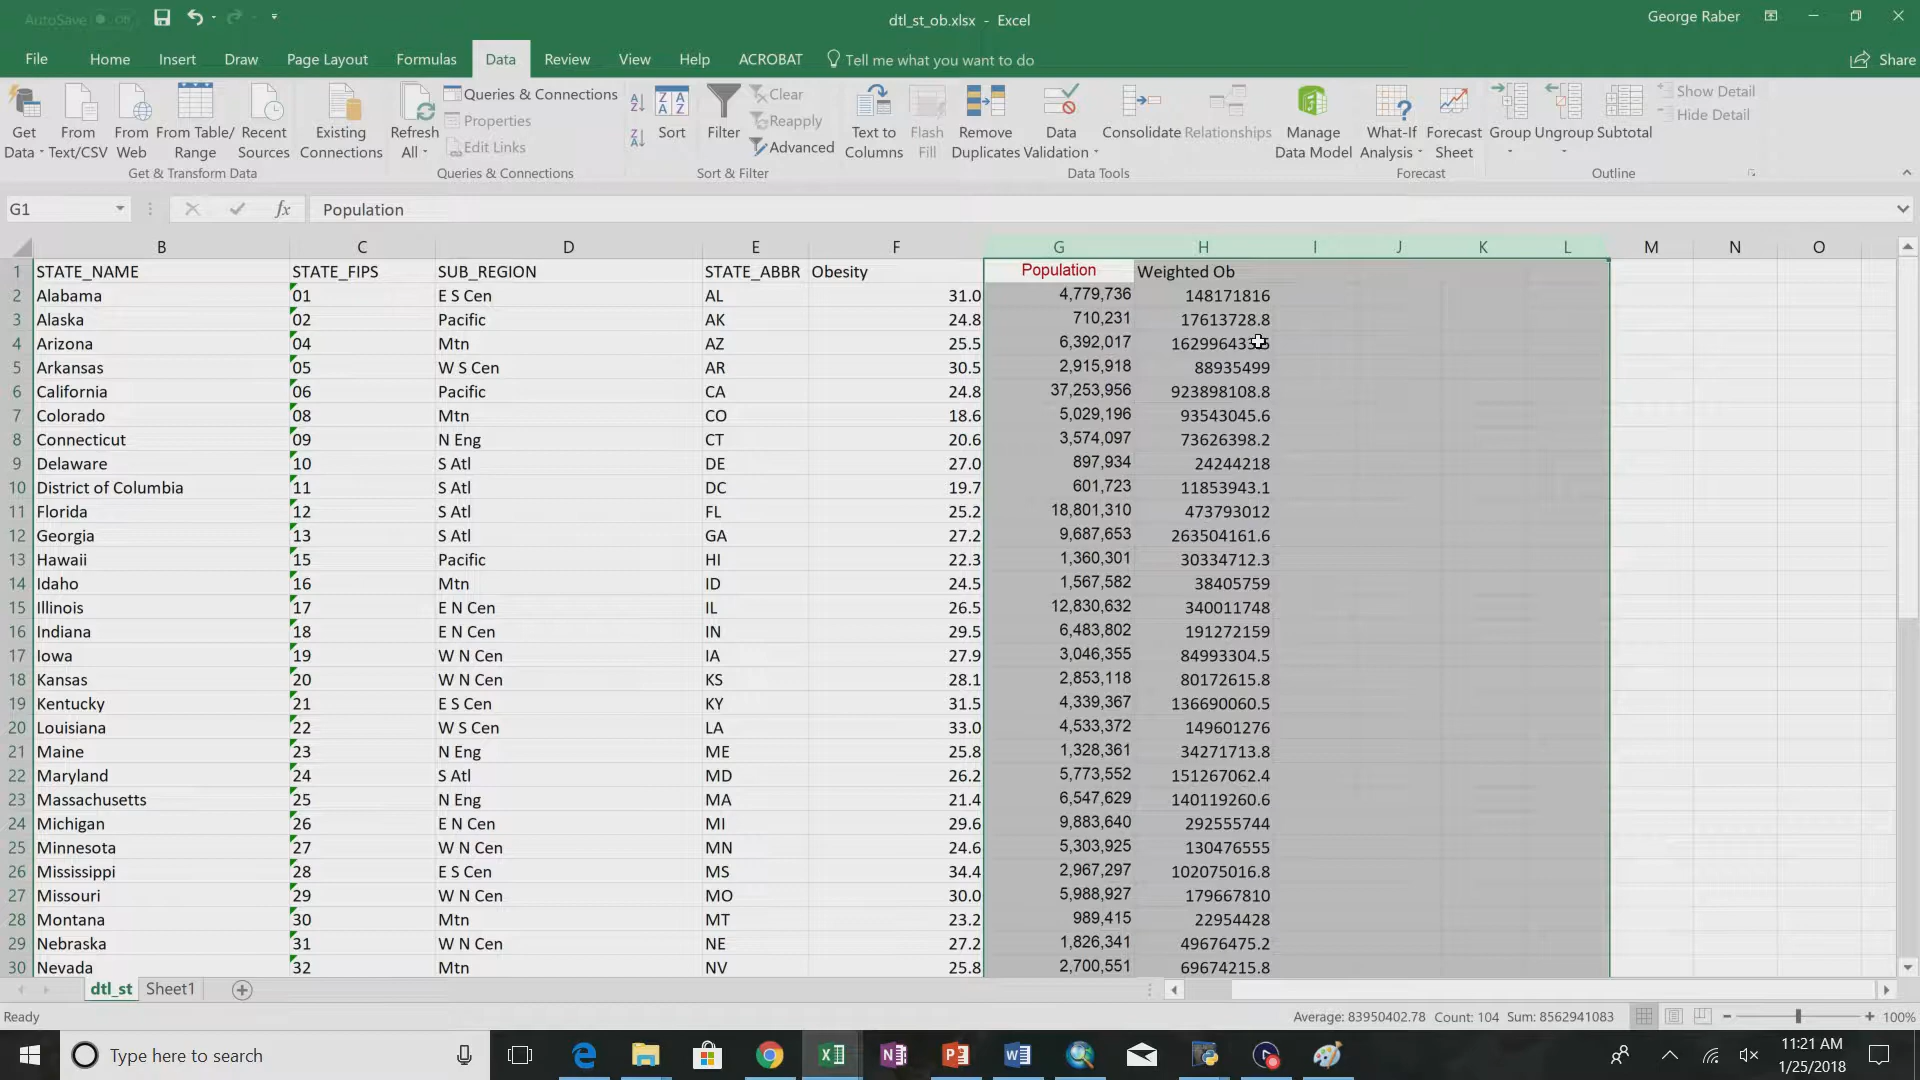 AutoSave Off
dtl_st_ob.xlsx - Excel
George Raber
File Home Insert Draw Page Layout Formulas Data Review View Help ACROBAT Tell me what you want to do Share
Get Data From Text/CSV From Web From Table/ Range Recent Sources Existing Connections
Get & Transform Data
Refresh All Queries & Connections Properties Edit Links
Queries & Connections
Sort Filter Clear Reapply Advanced
Sort & Filter
Text to Columns Flash Fill Remove Duplicates Data Validation Consolidate Relationships Manage Data Model
Data Tools
What-If Analysis Forecast Sheet
Forecast
Group Ungroup Subtotal Show Detail Hide Detail
Outline
G1 fx Population
B C D E F G H I J K L M N O
1 STATE_NAME STATE_FIPS SUB_REGION STATE_ABBR Obesity Population Weighted Ob
2 Alabama 01 E S Cen AL 31.0 4,779,736 148171816
3 Alaska 02 Pacific AK 24.8 710,231 17613728.8
4 Arizona 04 Mtn AZ 25.5 6,392,017
5 Arkansas 05 W S Cen AR 30.5 2,915,918 88935499
6 California 06 Pacific CA 24.8 37,253,956 923898108.8
7 Colorado 08 Mtn CO 18.6 5,029,196 93543045.6
8 Connecticut 09 N Eng CT 20.6 3,574,097 73626398.2
9 Delaware 10 S Atl DE 27.0 897,934 24244218
10 District of Columbia 11 S Atl DC 19.7 601,723 11853943.1
11 Florida 12 S Atl FL 25.2 18,801,310 473793012
12 Georgia 13 S Atl GA 27.2 9,687,653 263504161.6
13 Hawaii 15 Pacific HI 22.3 1,360,301 30334712.3
14 Idaho 16 Mtn ID 24.5 1,567,582 38405759
15 Illinois 17 E N Cen IL 26.5 12,830,632 340011748
16 Indiana 18 E N Cen IN 29.5 6,483,802 191272159
17 Iowa 19 W N Cen IA 27.9 3,046,355 84993304.5
18 Kansas 20 W N Cen KS 28.1 2,853,118 80172615.8
19 Kentucky 21 E S Cen KY 31.5 4,339,367 136690060.5
20 Louisiana 22 W S Cen LA 33.0 4,533,372 149601276
21 Maine 23 N Eng ME 25.8 1,328,361 34271713.8
22 Maryland 24 S Atl MD 26.2 5,773,552 151267062.4
23 Massachusetts 25 N Eng MA 21.4 6,547,629 140119260.6
24 Michigan 26 E N Cen MI 29.6 9,883,640 292555744
25 Minnesota 27 W N Cen MN 24.6 5,303,925 130476555
26 Mississippi 28 E S Cen MS 34.4 2,967,297 102075016.8
27 Missouri 29 W N Cen MO 30.0 5,988,927 179667810
28 Montana 30 Mtn MT 23.2 989,415 22954428
29 Nebraska 31 W N Cen NE 27.2 1,826,341 49676475.2
30 Nevada 32 Mtn NV 25.8 2,700,551 69674215.8
dtl_st Sheet1
Ready Average: 83950402.78 Count: 104 Sum: 8562941083 100%
Type here to search
11:21 AM
1/25/2018